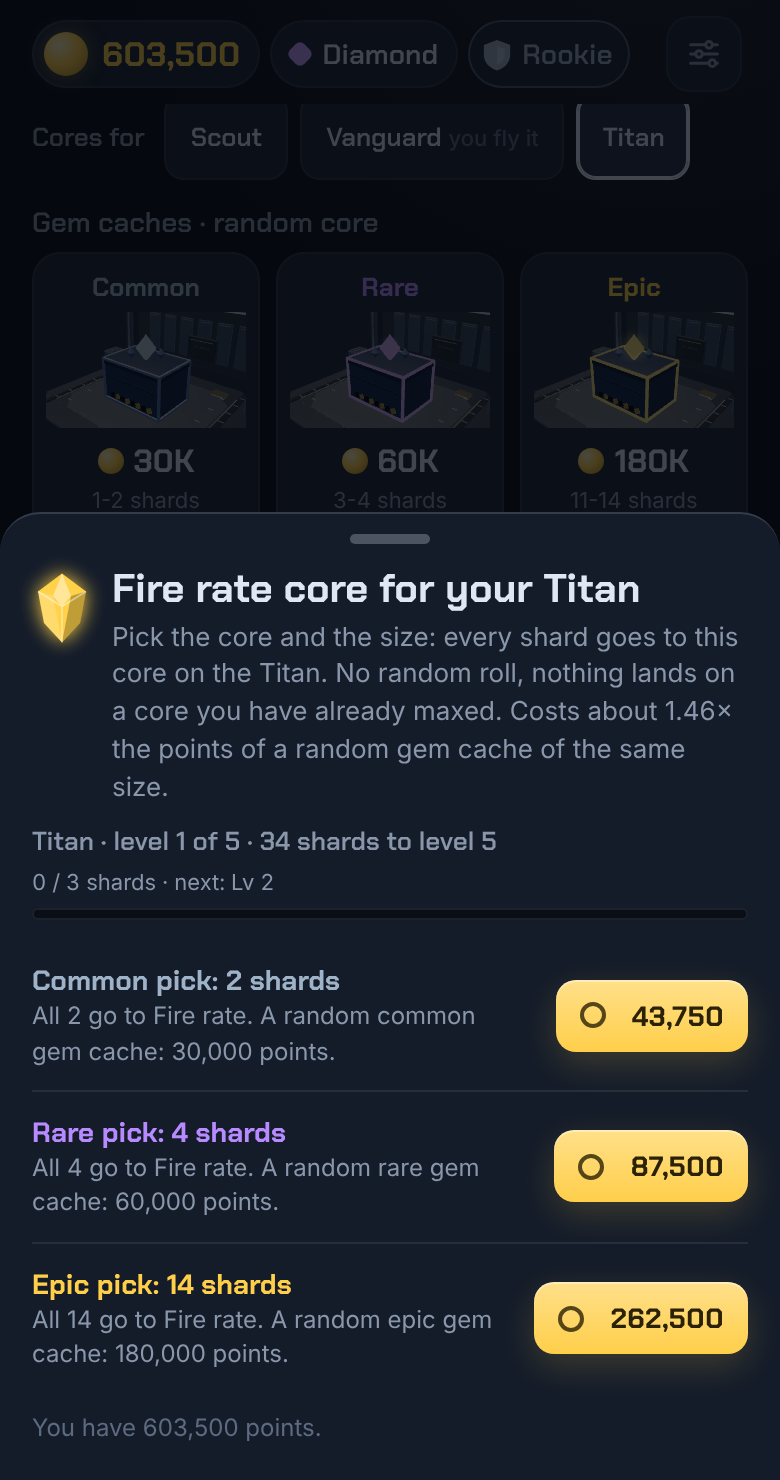 603,500 Diamond Rookie
Cores for Scout Vanguard you fly it Titan
Gem caches · random core
Common Rare Epic
30K 60K 180K
1-2 shards 3-4 shards 11-14 shards
Fire rate core for your Titan
Pick the core and the size: every shard goes to this
core on the Titan. No random roll, nothing lands on
a core you have already maxed. Costs about 1.46×
the points of a random gem cache of the same
size.
Titan · level 1 of 5 · 34 shards to level 5
0 / 3 shards · next: Lv 2
Common pick: 2 shards
All 2 go to Fire rate. A random common
gem cache: 30,000 points.
43,750
Rare pick: 4 shards
All 4 go to Fire rate. A random rare gem
cache: 60,000 points.
87,500
Epic pick: 14 shards
All 14 go to Fire rate. A random epic gem
cache: 180,000 points.
262,500
You have 603,500 points.